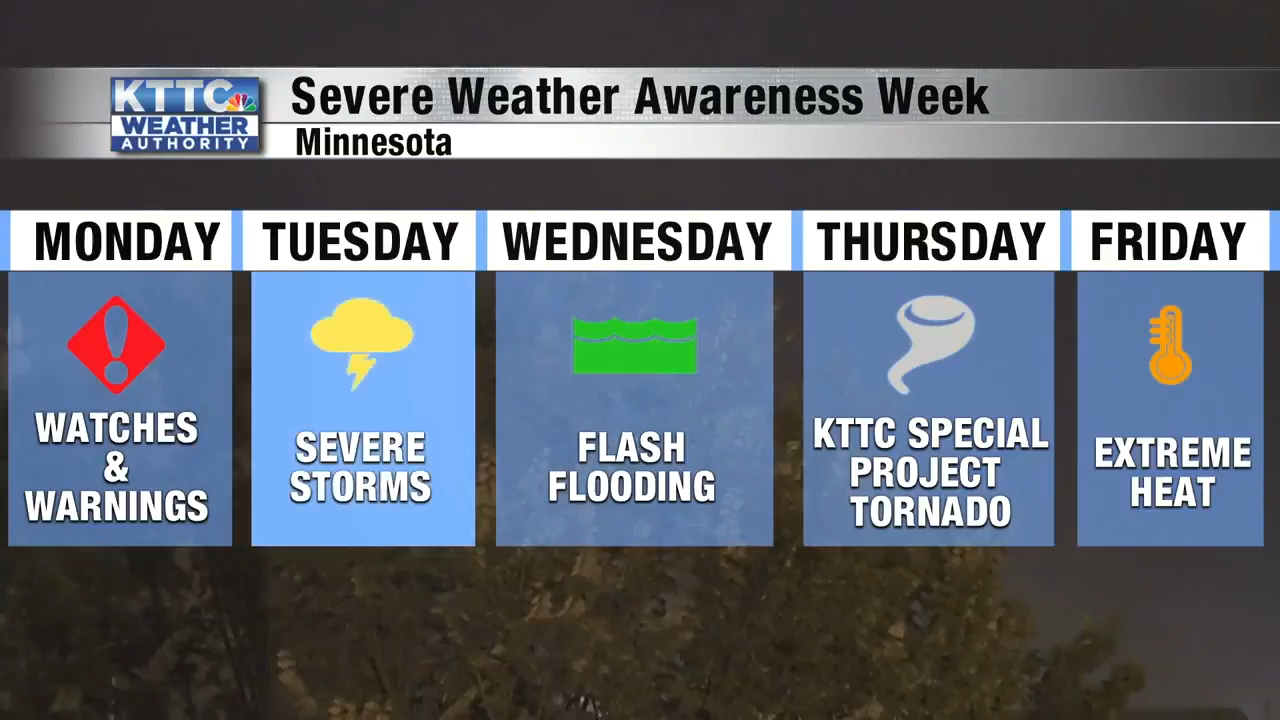 KTTC
WEATHER
AUTHORITY
Severe Weather Awareness Week
Minnesota
MONDAY
TUESDAY
WEDNESDAY
THURSDAY
FRIDAY
WATCHES
&
WARNINGS
SEVERE
STORMS
FLASH
FLOODING
KTTC SPECIAL
PROJECT
TORNADO
EXTREME
HEAT